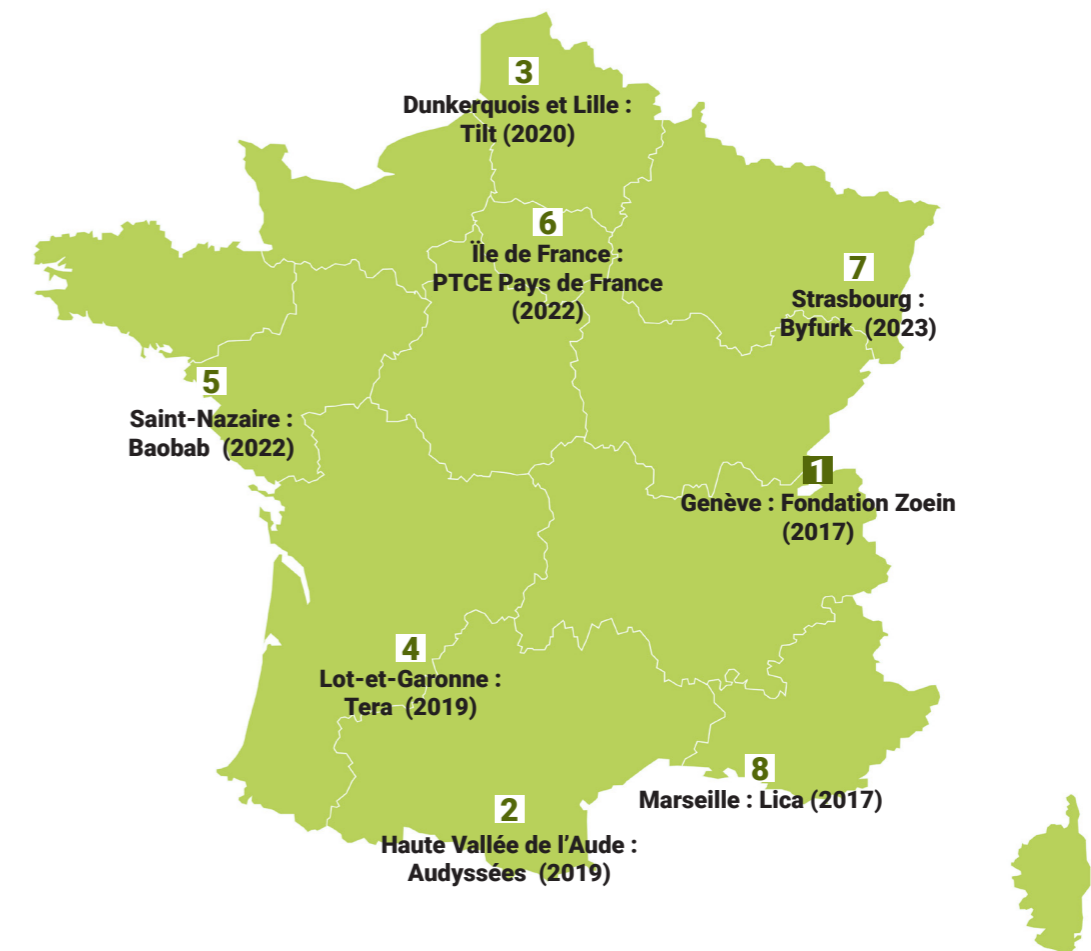 3
Dunkerquois et Lille :
Tilt (2020)
6
Ïle de France :
PTCE Pays de France
(2022)
7
Strasbourg :
Byfurk (2023)
5
Saint-Nazaire :
Baobab (2022)
1
Genève : Fondation Zoein
(2017)
4
Lot-et-Garonne :
Tera (2019)
8
Marseille : Lica (2017)
2
Haute Vallée de l’Aude :
Audyssées (2019)